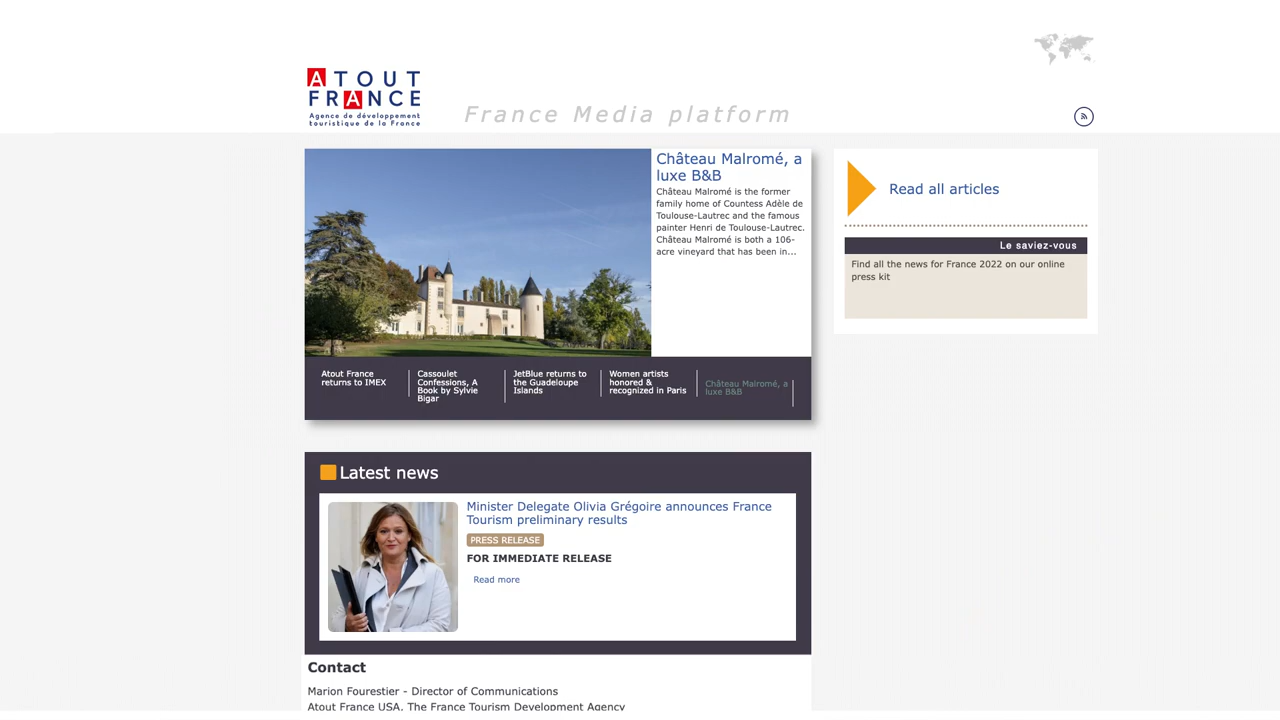 ATOUT
FRANCE
Agence de développement
touristique de la France
France Media platform
Château Malromé, a
luxe B&B
Château Malromé is the former
family home of Countess Adèle de
Toulouse-Lautrec and the famous
painter Henri de Toulouse-Lautrec.
Château Malromé is both a 106-
acre vineyard that has been in...
Atout France
returns to IMEX
Cassoulet
Confessions, A
Book by Sylvie
Bigar
JetBlue returns to
the Guadeloupe
Islands
Women artists
honored &
recognized in Paris
Château Malromé, a
luxe B&B
Read all articles
Le saviez-vous
Find all the news for France 2022 on our online
press kit
Latest news
Minister Delegate Olivia Grégoire announces France
Tourism preliminary results
PRESS RELEASE
FOR IMMEDIATE RELEASE
Read more
Contact
Marion Fourestier - Director of Communications
Atout France USA, The France Tourism Development Agency